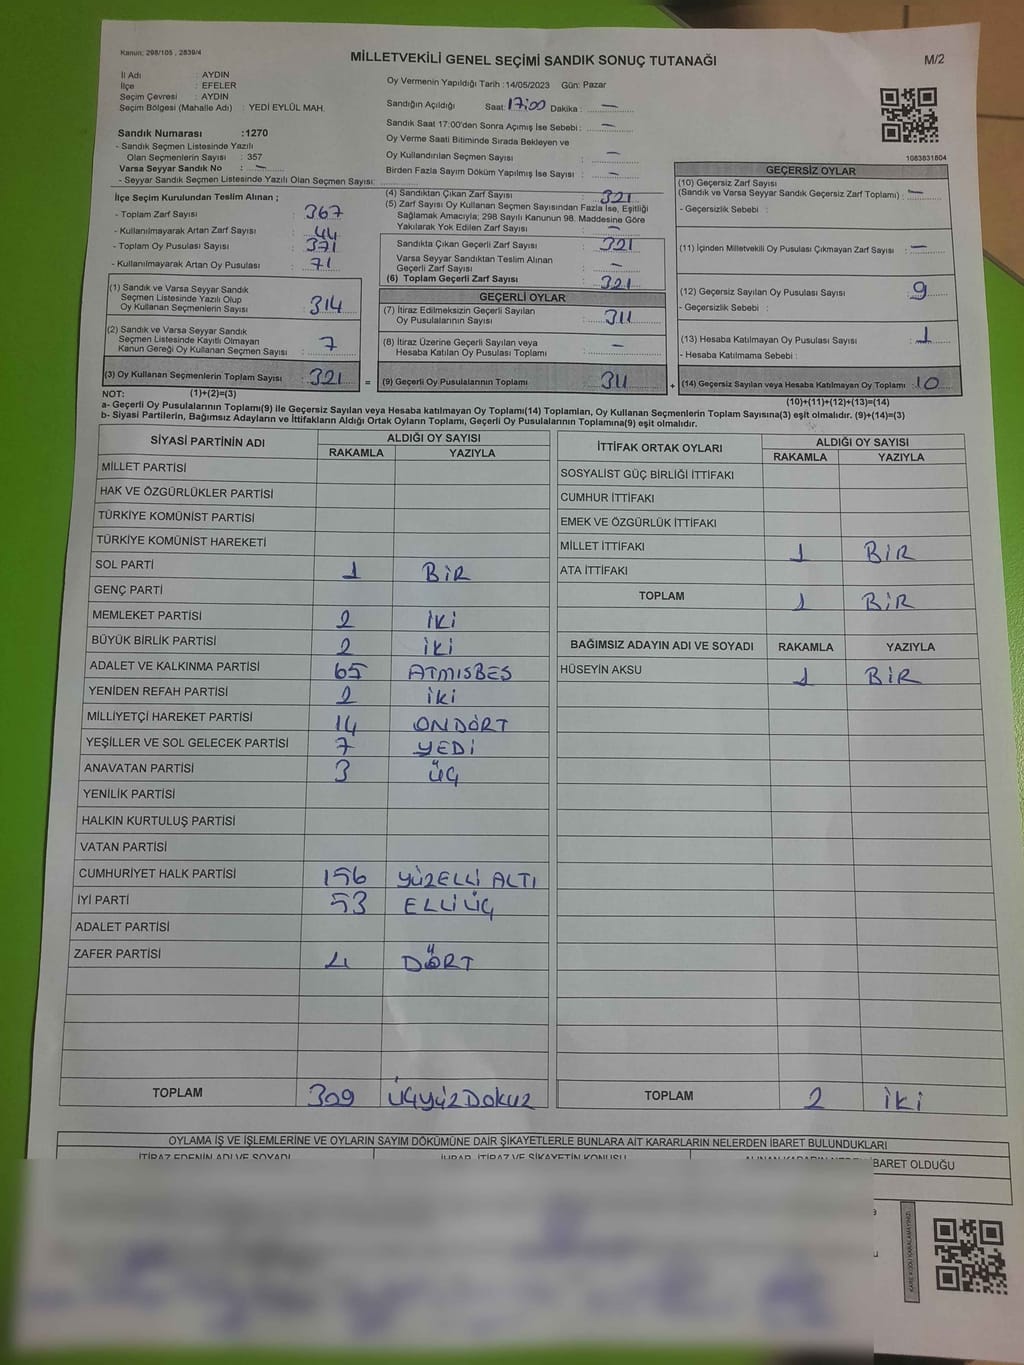 Kanun; 298/105 , 2839/4
MİLLETVEKİLİ GENEL SEÇİMİ SANDIK SONUÇ TUTANAĞI
M/2
İl Adı : AYDIN
İlçe : EFELER
Seçim Çevresi : AYDIN
Seçim Bölgesi (Mahalle Adı) : YEDİ EYLÜL MAH.
Sandık Numarası :1270
- Sandık Seçmen Listesinde Yazılı
Olan Seçmenlerin Sayısı : 357
Varsa Seyyar Sandık No : —
- Seyyar Sandık Seçmen Listesinde Yazılı Olan Seçmen Sayısı:
İlçe Seçim Kurulundan Teslim Alınan ;
- Toplam Zarf Sayısı : 367
- Kullanılmayarak Artan Zarf Sayısı : 44
- Toplam Oy Pusulası Sayısı : 371
- Kullanılmayarak Artan Oy Pusulası : 71
(1) Sandık ve Varsa Seyyar Sandık
Seçmen Listesinde Yazılı Olup
Oy Kullanan Seçmenlerin Sayısı : 314
(2) Sandık ve Varsa Seyyar Sandık
Seçmen Listesinde Kayıtlı Olmayan
Kanun Gereği Oy Kullanan Seçmen Sayısı : 7
(3) Oy Kullanan Seçmenlerin Toplam Sayısı : 321
Oy Vermenin Yapıldığı Tarih :14/05/2023 Gün: Pazar
Sandığın Açıldığı Saat: 17:00 Dakika : —
Sandık Saat 17:00'den Sonra Açımış İse Sebebi : —
Oy Verme Saati Bitiminde Sırada Bekleyen ve
Oy Kullandırılan Seçmen Sayısı : —
Birden Fazla Sayım Döküm Yapılmış İse Sayısı : —
(4) Sandıktan Çıkan Zarf Sayısı : 321
(5) Zarf Sayısı Oy Kullanan Seçmen Sayısından Fazla İse, Eşitliği
Sağlamak Amacıyla; 298 Sayılı Kanunun 98. Maddesine Göre
Yakılarak Yok Edilen Zarf Sayısı : —
Sandıkta Çıkan Geçerli Zarf Sayısı : 321
Varsa Seyyar Sandıktan Teslim Alınan
Geçerli Zarf Sayısı : —
(6) Toplam Geçerli Zarf Sayısı : 321
GEÇERLİ OYLAR
(7) İtiraz Edilmeksizin Geçerli Sayılan
Oy Pusulalarının Sayısı : 311
(8) İtiraz Üzerine Geçerli Sayılan veya
Hesaba Katılan Oy Pusulası Toplamı : —
= (9) Geçerli Oy Pusulalarının Toplamı 311
1083831804
GEÇERSİZ OYLAR
(10) Geçersiz Zarf Sayısı
(Sandık ve Varsa Seyyar Sandık Geçersiz Zarf Toplamı) : —
- Geçersizlik Sebebi :
(11) İçinden Milletvekili Oy Pusulası Çıkmayan Zarf Sayısı : —
(12) Geçersiz Sayılan Oy Pusulası Sayısı : 9
- Geçersizlik Sebebi :
(13) Hesaba Katılmayan Oy Pusulası Sayısı : 1
- Hesaba Katılmama Sebebi :
+ (14) Geçersiz Sayılan veya Hesaba Katılmayan Oy Toplamı : 10
NOT: (1)+(2)=(3)
(10)+(11)+(12)+(13)=(14)
a- Geçerli Oy Pusulalarının Toplamı(9) ile Geçersiz Sayılan veya Hesaba katılmayan Oy Toplamı(14) Toplamları, Oy Kullanan Seçmenlerin Toplam Sayısına(3) eşit olmalıdır. (9)+(14)=(3)
b- Siyasi Partilerin, Bağımsız Adayların ve İttifakların Aldığı Ortak Oyların Toplamı, Geçerli Oy Pusulalarının Toplamına(9) eşit olmalıdır.
SİYASİ PARTİNİN ADI ALDIĞI OY SAYISI
RAKAMLA YAZIYLA
MİLLET PARTİSİ
HAK VE ÖZGÜRLÜKLER PARTİSİ
TÜRKİYE KOMÜNİST PARTİSİ
TÜRKİYE KOMÜNİST HAREKETİ
SOL PARTİ 1 BİR
GENÇ PARTİ
MEMLEKET PARTİSİ 2 İKİ
BÜYÜK BİRLİK PARTİSİ 2 İKİ
ADALET VE KALKINMA PARTİSİ 65 ATMIŞBEŞ
YENİDEN REFAH PARTİSİ 2 İKİ
MİLLİYETÇİ HAREKET PARTİSİ 14 ONDÖRT
YEŞİLLER VE SOL GELECEK PARTİSİ 7 YEDİ
ANAVATAN PARTİSİ 3 ÜÇ
YENİLİK PARTİSİ
HALKIN KURTULUŞ PARTİSİ
VATAN PARTİSİ
CUMHURİYET HALK PARTİSİ 156 YÜZELLİ ALTI
İYİ PARTİ 53 ELLİÜÇ
ADALET PARTİSİ
ZAFER PARTİSİ 4 DÖRT
TOPLAM 309 ÜÇYÜZDOKUZ
İTTİFAK ORTAK OYLARI ALDIĞI OY SAYISI
RAKAMLA YAZIYLA
SOSYALİST GÜÇ BİRLİĞİ İTTİFAKI
CUMHUR İTTİFAKI
EMEK VE ÖZGÜRLÜK İTTİFAKI
MİLLET İTTİFAKI 1 BİR
ATA İTTİFAKI
TOPLAM 1 BİR
BAĞIMSIZ ADAYIN ADI VE SOYADI RAKAMLA YAZIYLA
HÜSEYİN AKSU 1 BİR
TOPLAM 2 İKİ
OYLAMA İŞ VE İŞLEMLERİNE VE OYLARIN SAYIM DÖKÜMÜNE DAİR ŞİKAYETLERLE BUNLARA AİT KARARLARIN NELERDEN İBARET BULUNDUKLARI
İTİRAZ EDENİN ADI VE SOYADI İHBAR, İTİRAZ VE ŞİKAYETİN KONUSU İBARET OLDUĞU
KARE KODU KARALAMAYINIZ!